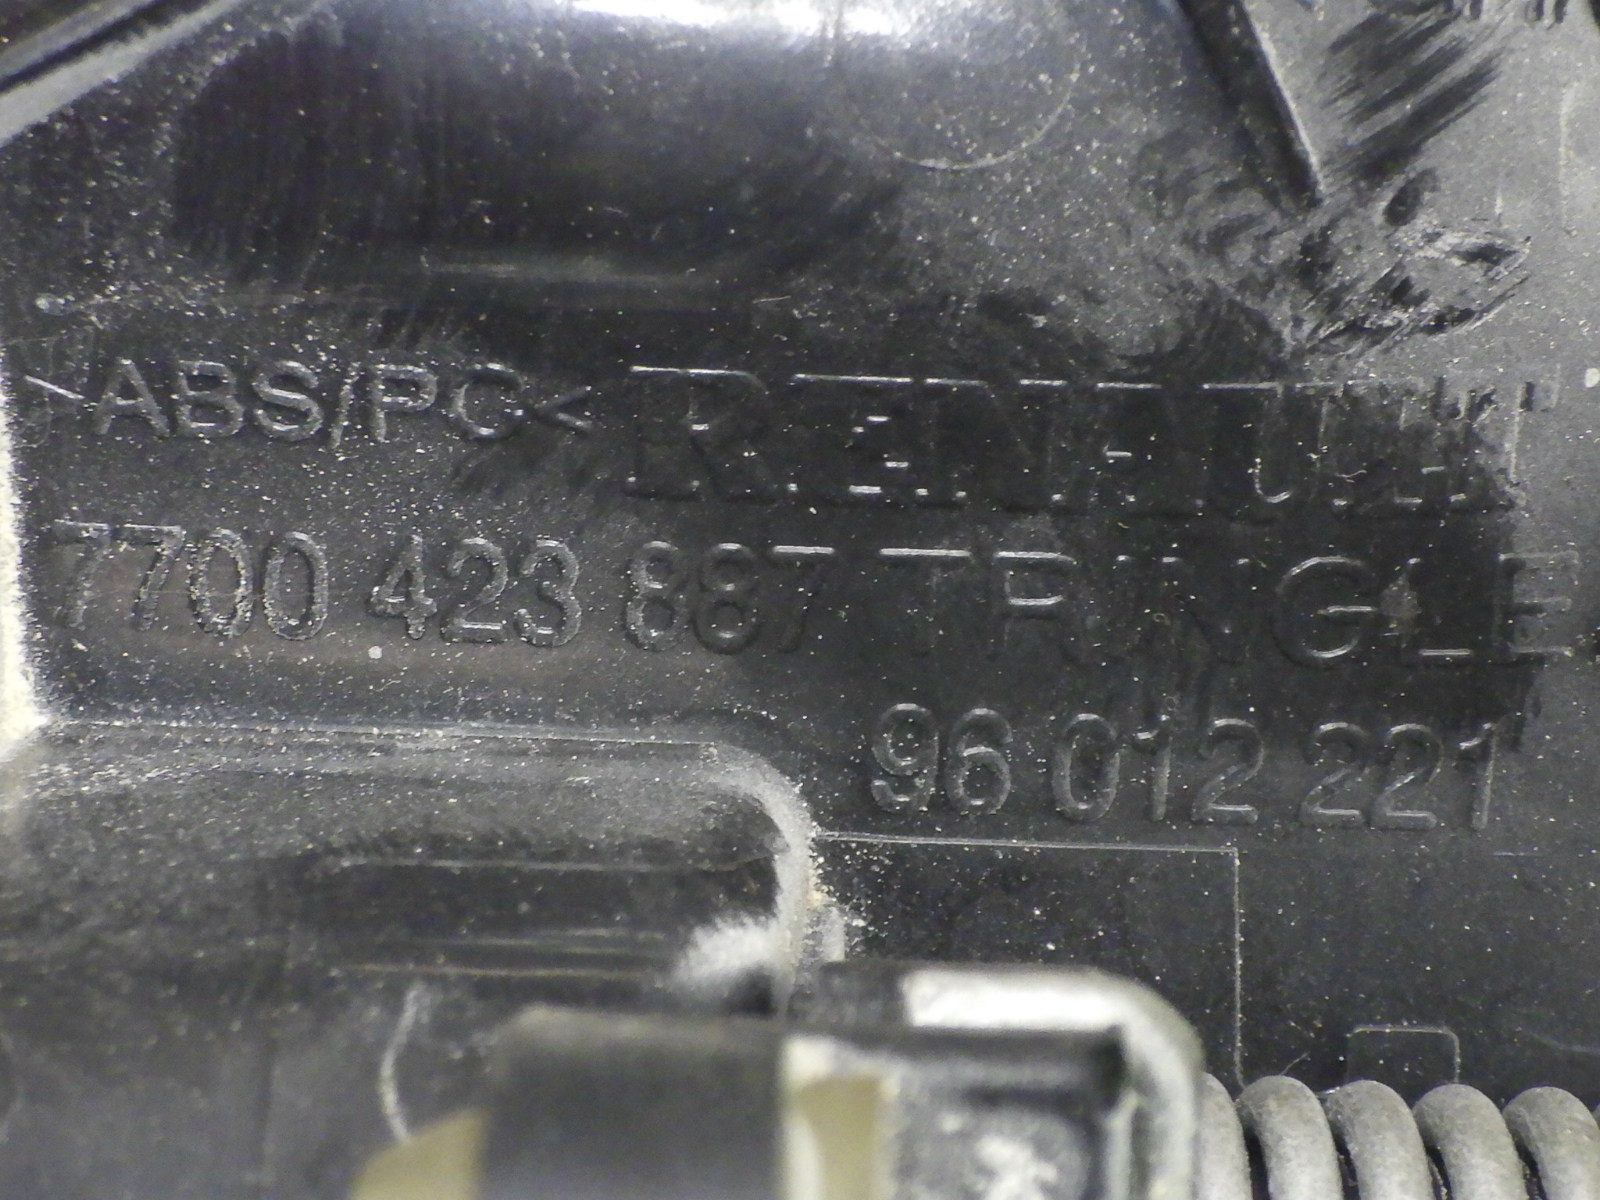 >ABS/PC< RENAULT
7700 423 887 TRINGLE
96 012 221